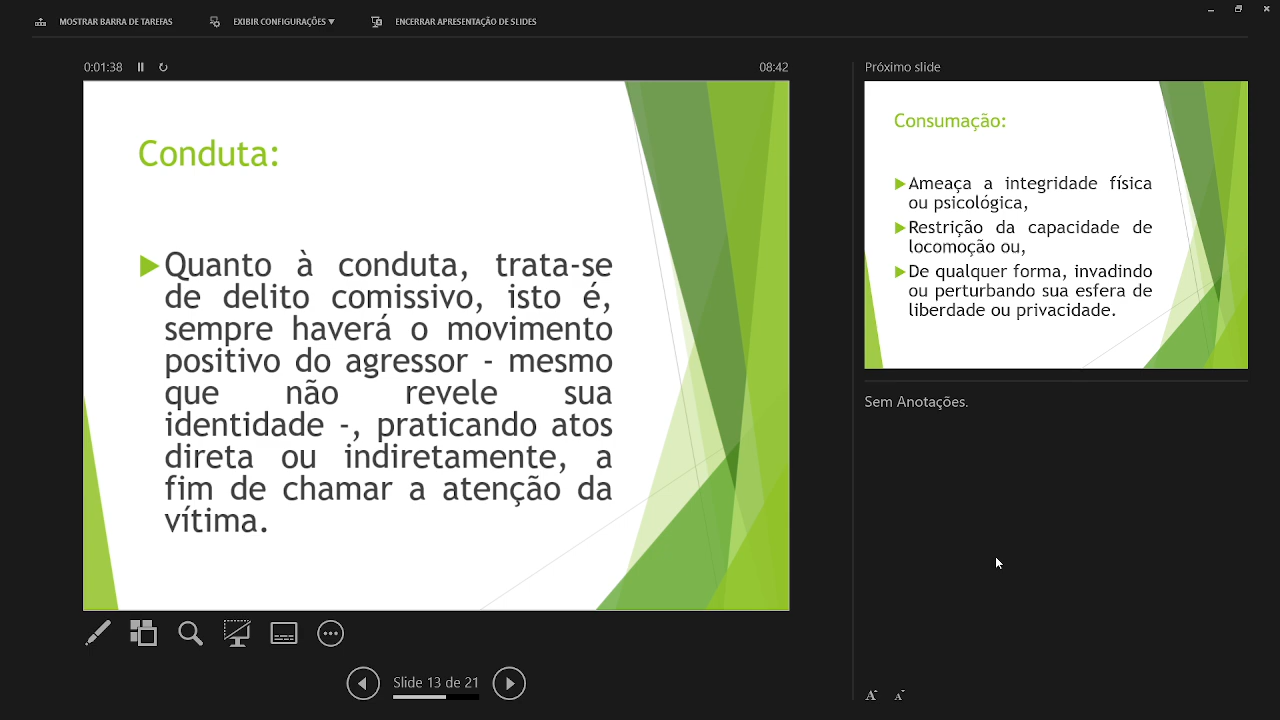 MOSTRAR BARRA DE TAREFAS EXIBIR CONFIGURAÇÕES ▼ ENCERRAR APRESENTAÇÃO DE SLIDES
0:01:38 08:42
Conduta:
Quanto à conduta, trata-se
de delito comissivo, isto é,
sempre haverá o movimento
positivo do agressor - mesmo
que não revele sua
identidade -, praticando atos
direta ou indiretamente, a
fim de chamar a atenção da
vítima.
Slide 13 de 21
Próximo slide
Consumação:
Ameaça a integridade física
ou psicológica,
Restrição da capacidade de
locomoção ou,
De qualquer forma, invadindo
ou perturbando sua esfera de
liberdade ou privacidade.
Sem Anotações.
A A